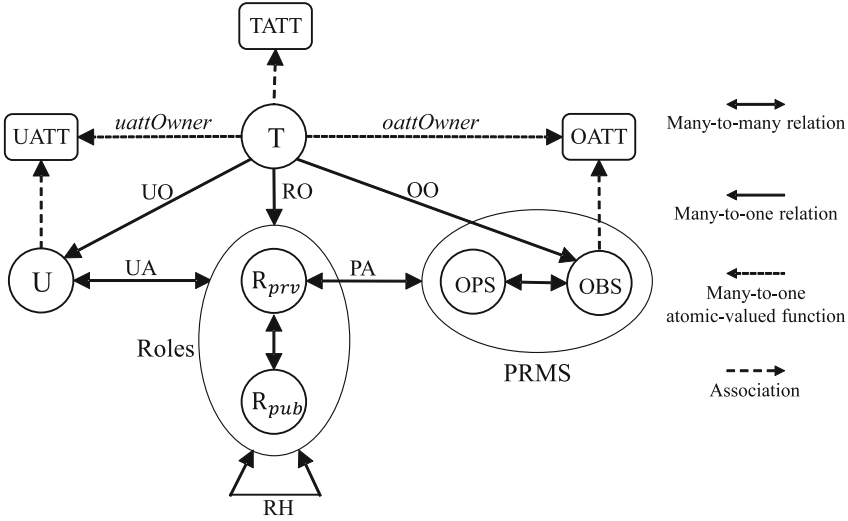 TATT
UATT
uattOwner
T
oattOwner
OATT
Many-to-many relation
UO
RO
OO
Many-to-one relation
U
UA
R_prv
PA
OPS
OBS
Many-to-one
atomic-valued function
Roles
PRMS
R_pub
Association
RH